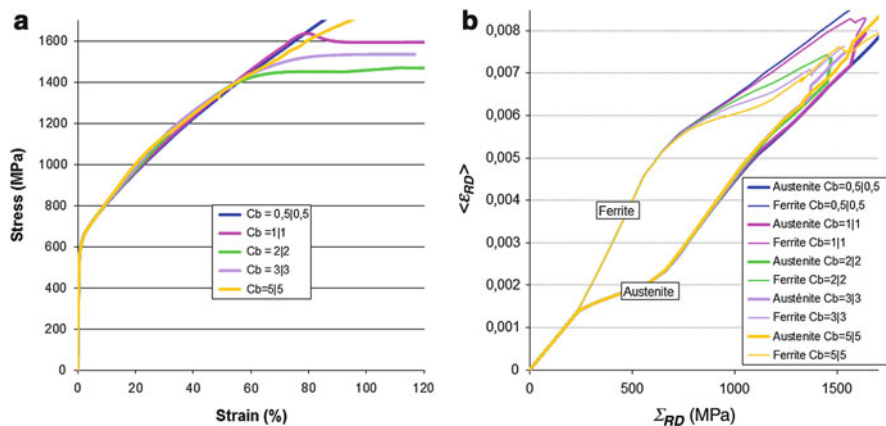 a
1600
1400
1200
1000
800
600
400
200
0
Stress (MPa)
0 20 40 60 80 100 120
Strain (%)
Cb = 0,5|0,5
Cb =1|1
Cb = 2|2
Cb = 3|3
Cb=5|5
b
0,008
0,007
0,006
0,005
0,004
0,003
0,002
0,001
0
<εRD>
Ferrite
Austenite
0 500 1000 1500
ΣRD (MPa)
Austenite Cb=0,5|0,5
Ferrite Cb=0,5|0,5
Austenite Cb=1|1
Ferrite Cb=1|1
Austenite Cb=2|2
Ferrite Cb=2|2
Austénite Cb=3|3
Ferrite Cb=3|3
Austenite Cb=5|5
Ferrite Cb=5|5